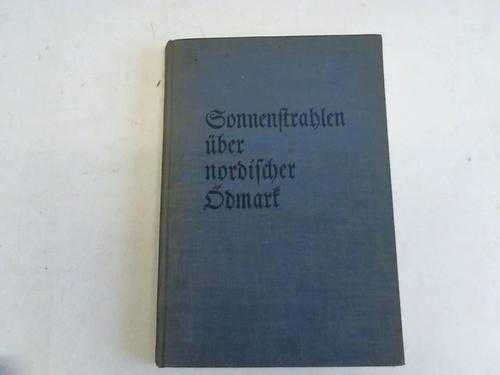 Sonnenstrahlen
über
nordischer
Ödmark